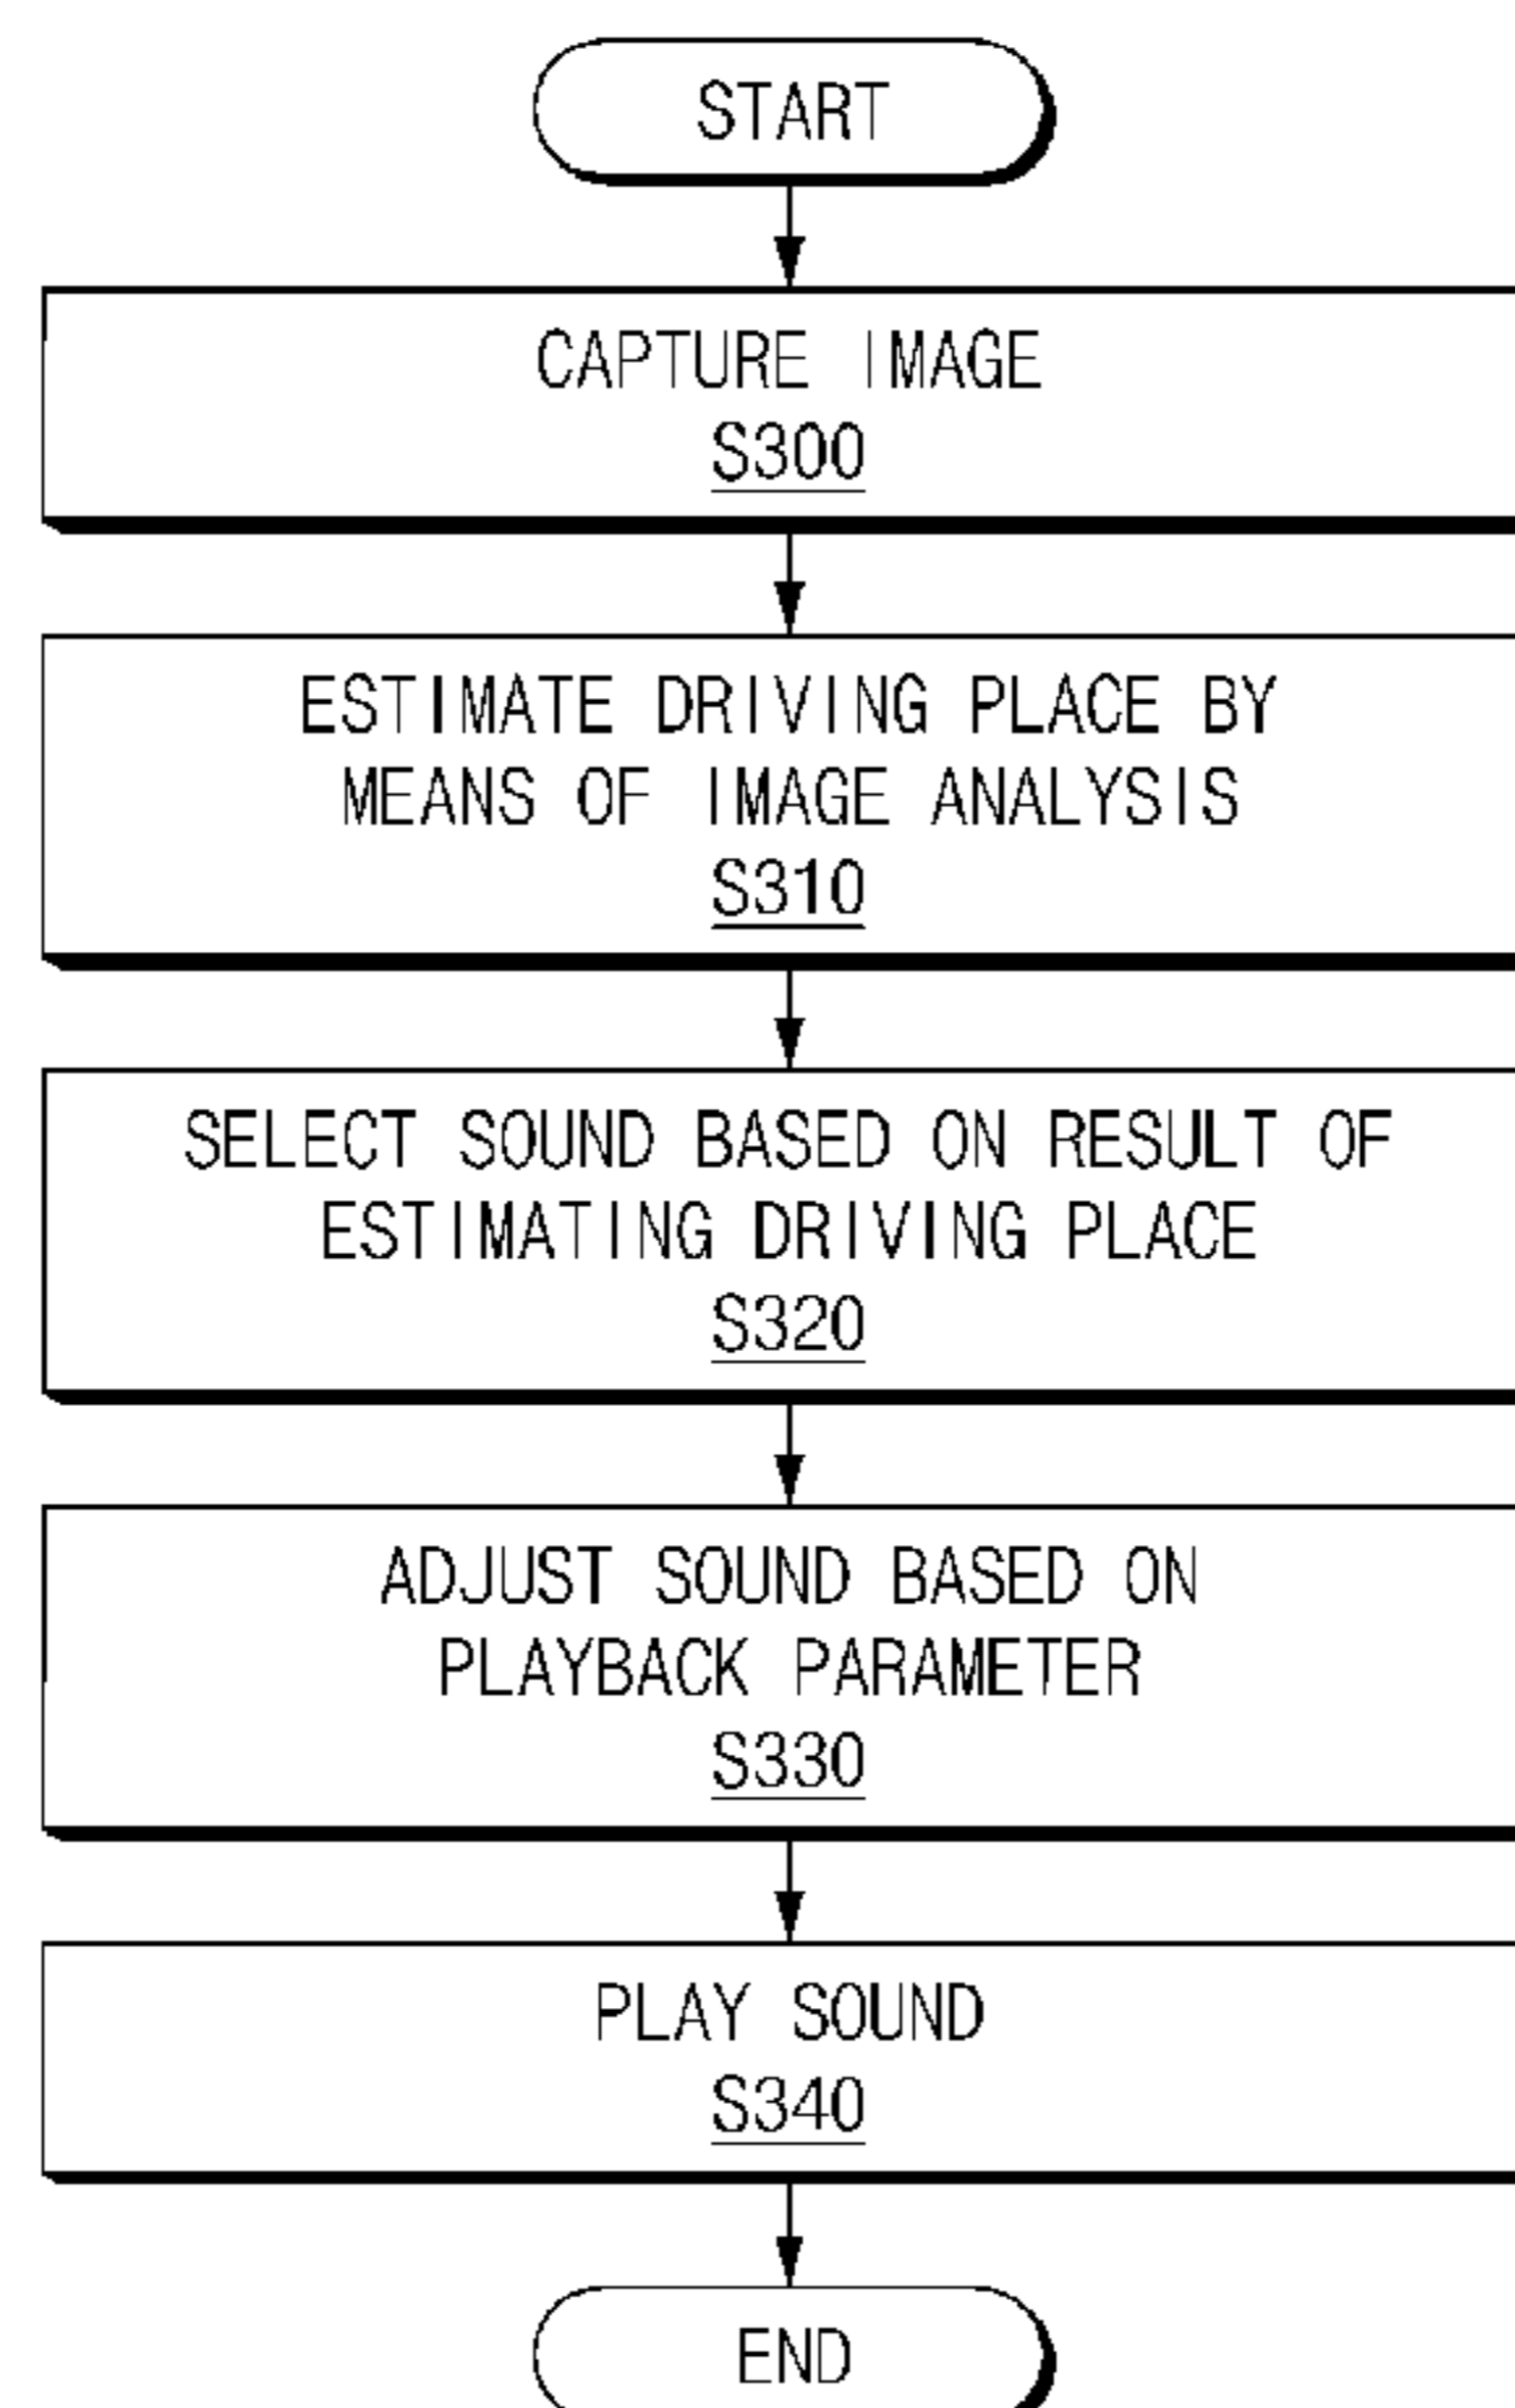 START
CAPTURE IMAGE
S300
ESTIMATE DRIVING PLACE BY
MEANS OF IMAGE ANALYSIS
S310
SELECT SOUND BASED ON RESULT OF
ESTIMATING DRIVING PLACE
S320
ADJUST SOUND BASED ON
PLAYBACK PARAMETER
S330
PLAY SOUND
S340
END